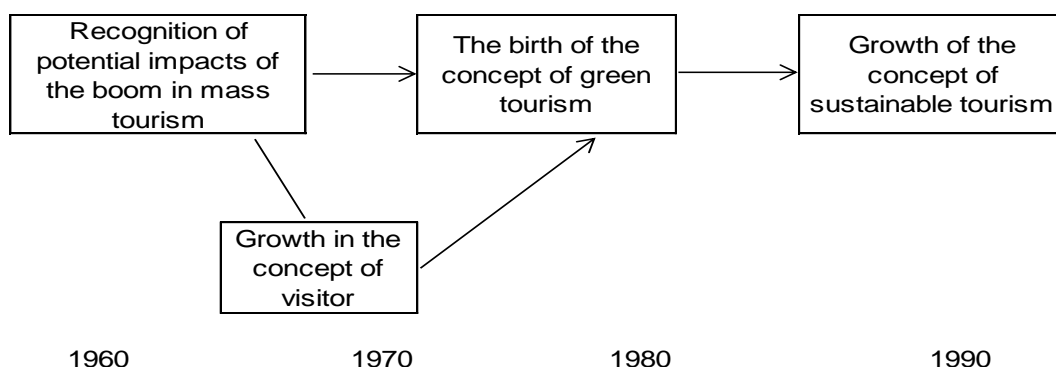 Recognition of
potential impacts of
the boom in mass
tourism
The birth of the
concept of green
tourism
Growth of the
concept of
sustainable tourism
Growth in the
concept of
visitor
1960
1970
1980
1990